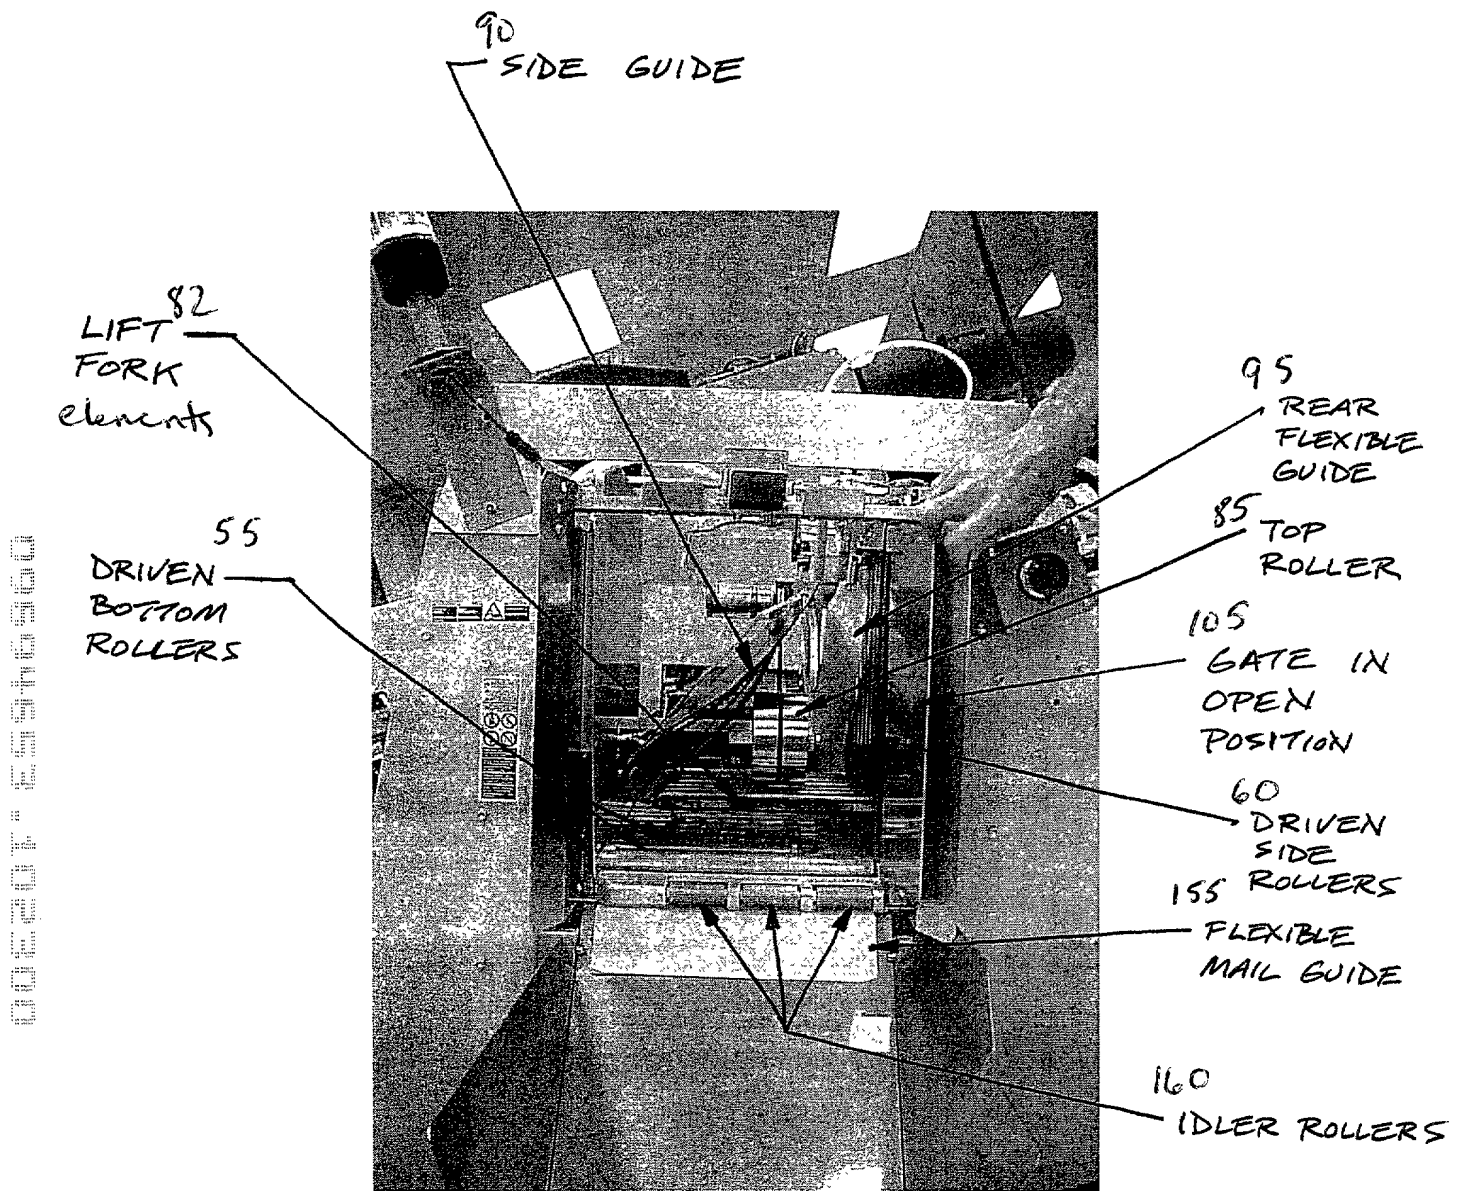 90
SIDE GUIDE
82
LIFT
FORK
elements
55
DRIVEN
BOTTOM
ROLLERS
95
REAR
FLEXIBLE
GUIDE
85
TOP
ROLLER
105
GATE IN
OPEN
POSITION
60
DRIVEN
SIDE
ROLLERS
155
FLEXIBLE
MAIL GUIDE
160
IDLER ROLLERS